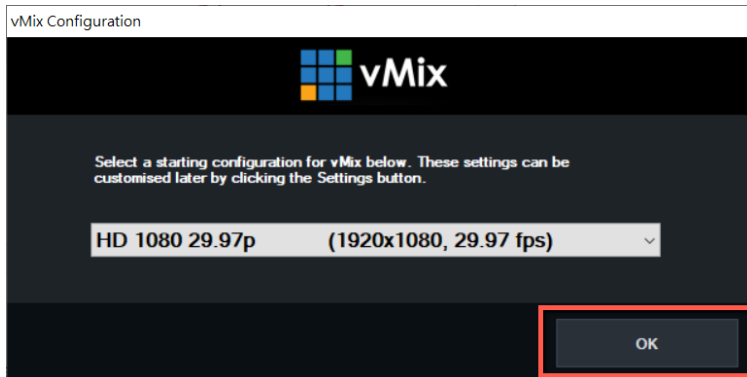 vMix Configuration
vMix
Select a starting configuration for vMix below. These settings can be
customised later by clicking the Settings button.
HD 1080 29.97p (1920x1080, 29.97 fps)
OK